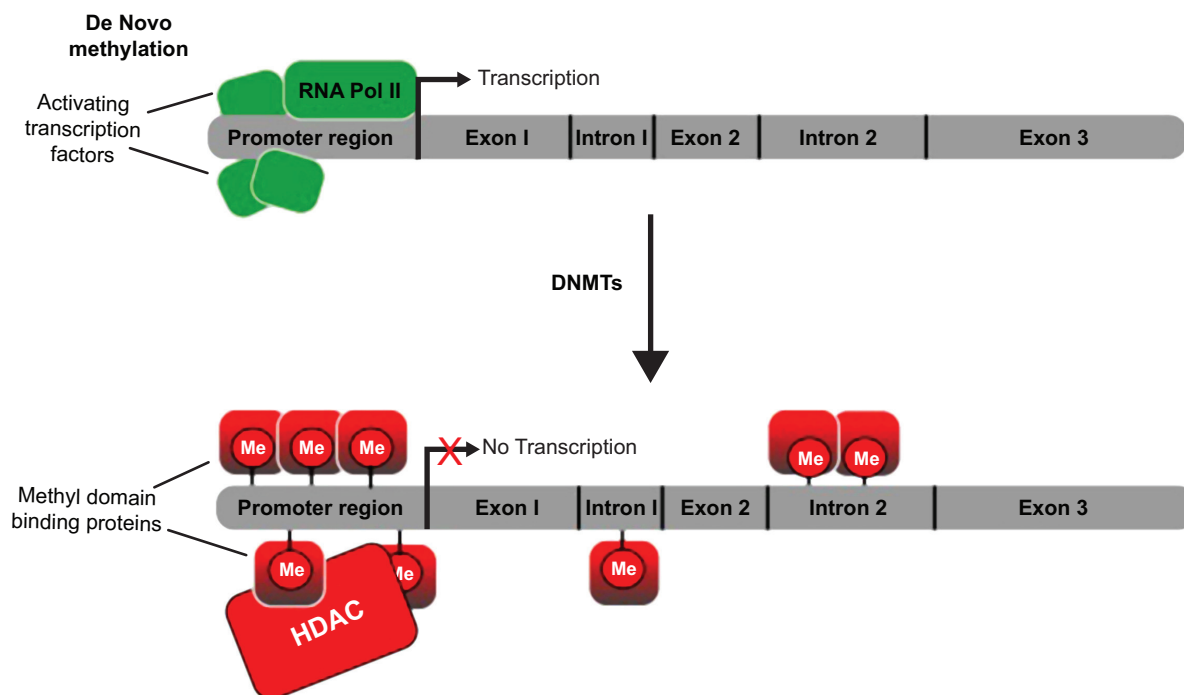 De Novo
methylation
Activating
transcription
factors
RNA Pol II
Transcription
Promoter region
Exon I
Intron I
Exon 2
Intron 2
Exon 3
DNMTs
Me
Me
Me
Me
Me
No Transcription
Methyl domain
binding proteins
Promoter region
Exon I
Intron I
Exon 2
Intron 2
Exon 3
Me
Me
Me
HDAC